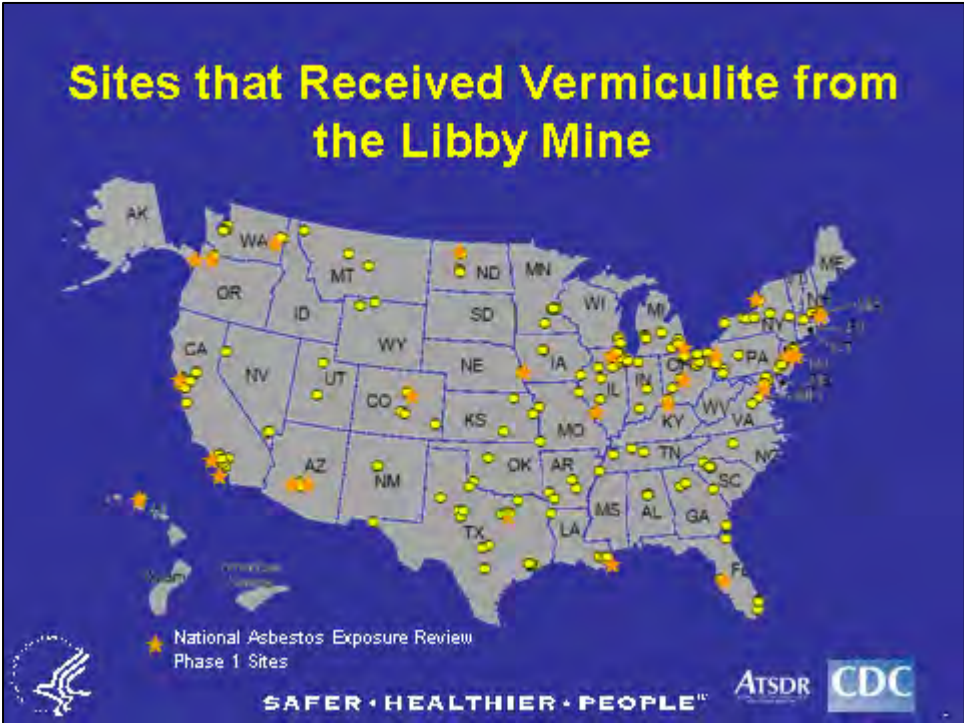 Sites that Received Vermiculite from
the Libby Mine
AK
WA
MT
ND
MN
ME
OR
ID
SD
WI
MI
NY
WY
CA
NV
UT
CO
NE
IA
IL
IN
PA
KS
MO
KY
WV
VA
AZ
NM
OK
AR
TN
NC
SC
TX
LA
MS
AL
GA
FL
Guam
National Asbestos Exposure Review
Phase 1 Sites
SAFER • HEALTHIER • PEOPLE™
ATSDR
CDC